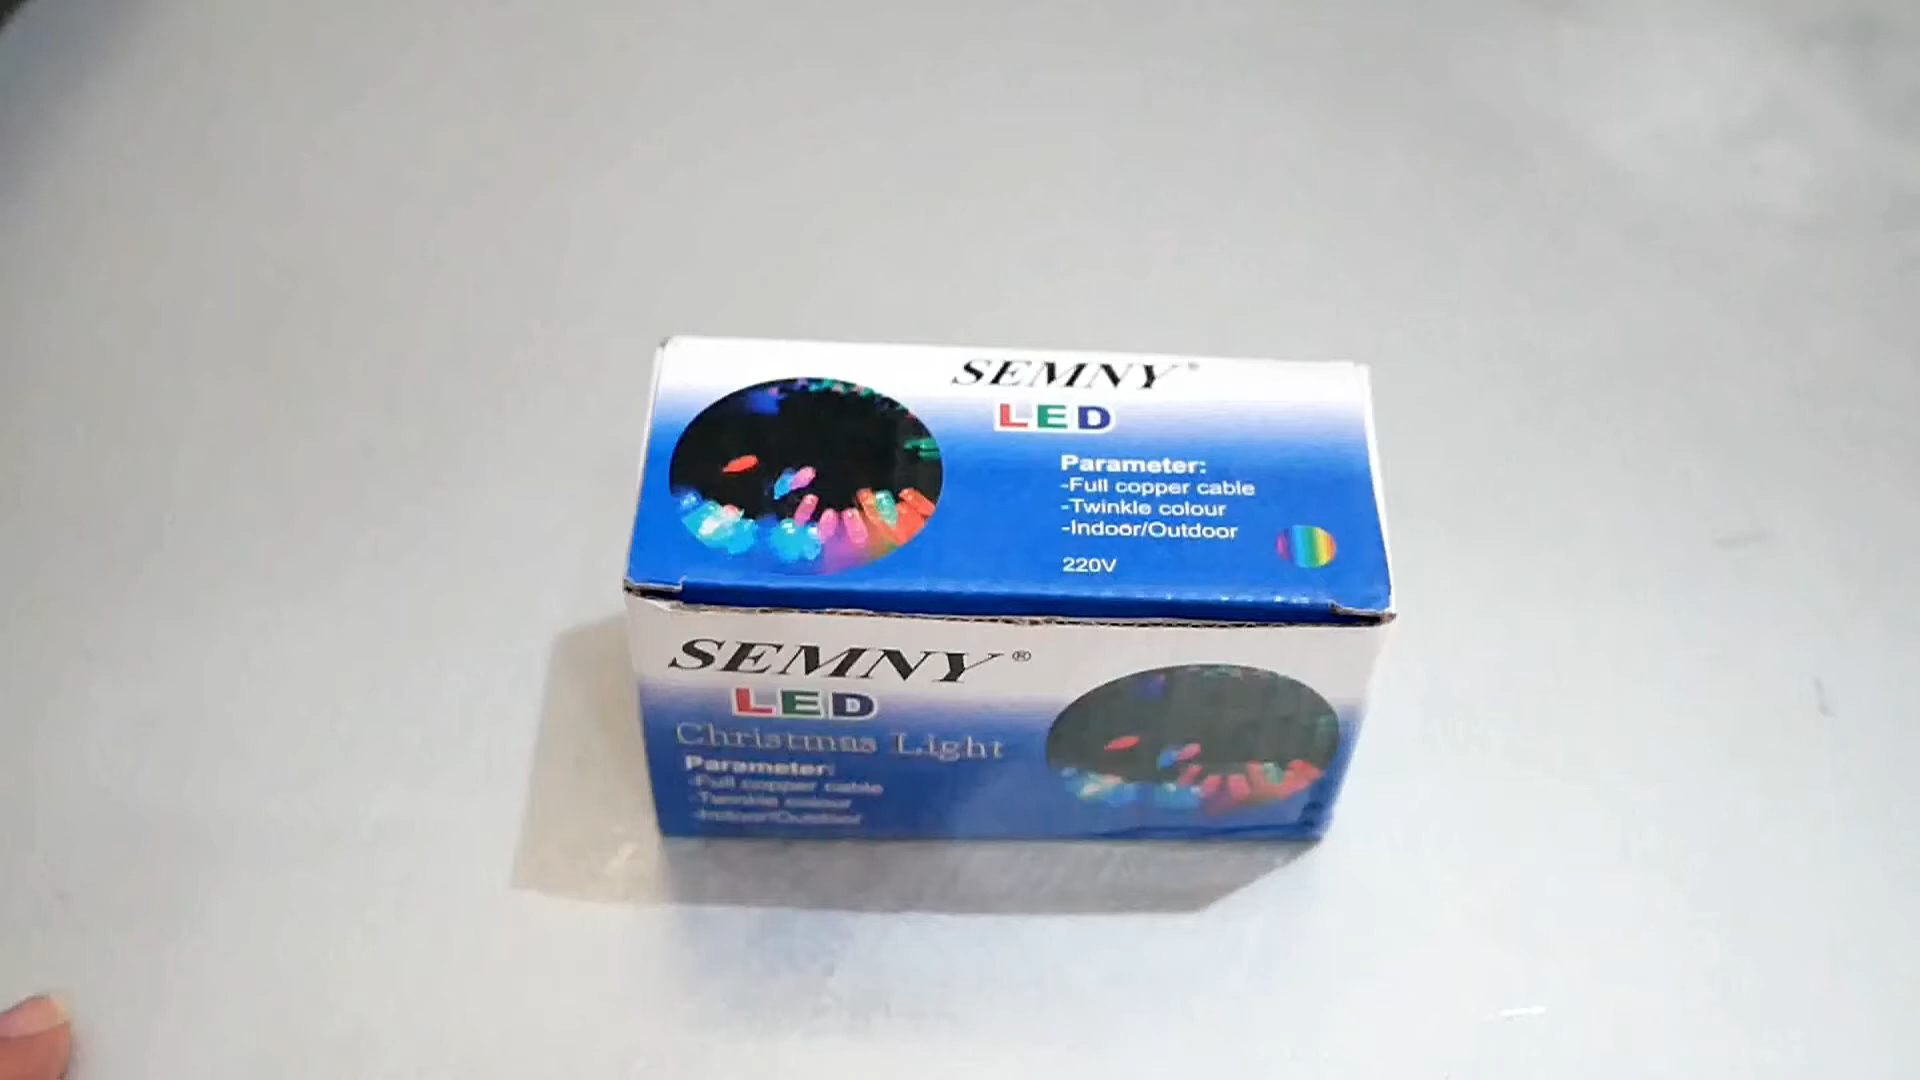 SEMNY®
LED
Parameter:
-Full copper cable
-Twinkle colour
-Indoor/Outdoor
220V
SEMNY®
LED
Christmas Light
Parameter:
-Full copper cable
-Twinkle colour
-Indoor/Outdoor